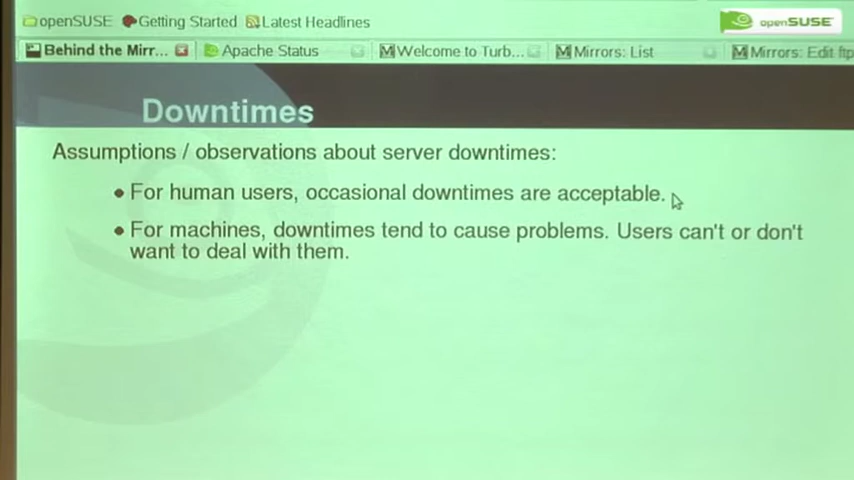 openSUSE Getting Started Latest Headlines openSUSE
Behind the Mirr... Apache Status Welcome to Turb... Mirrors: List Mirrors: Edit ftp
Downtimes
Assumptions / observations about server downtimes:
• For human users, occasional downtimes are acceptable.
• For machines, downtimes tend to cause problems. Users can't or don't
want to deal with them.